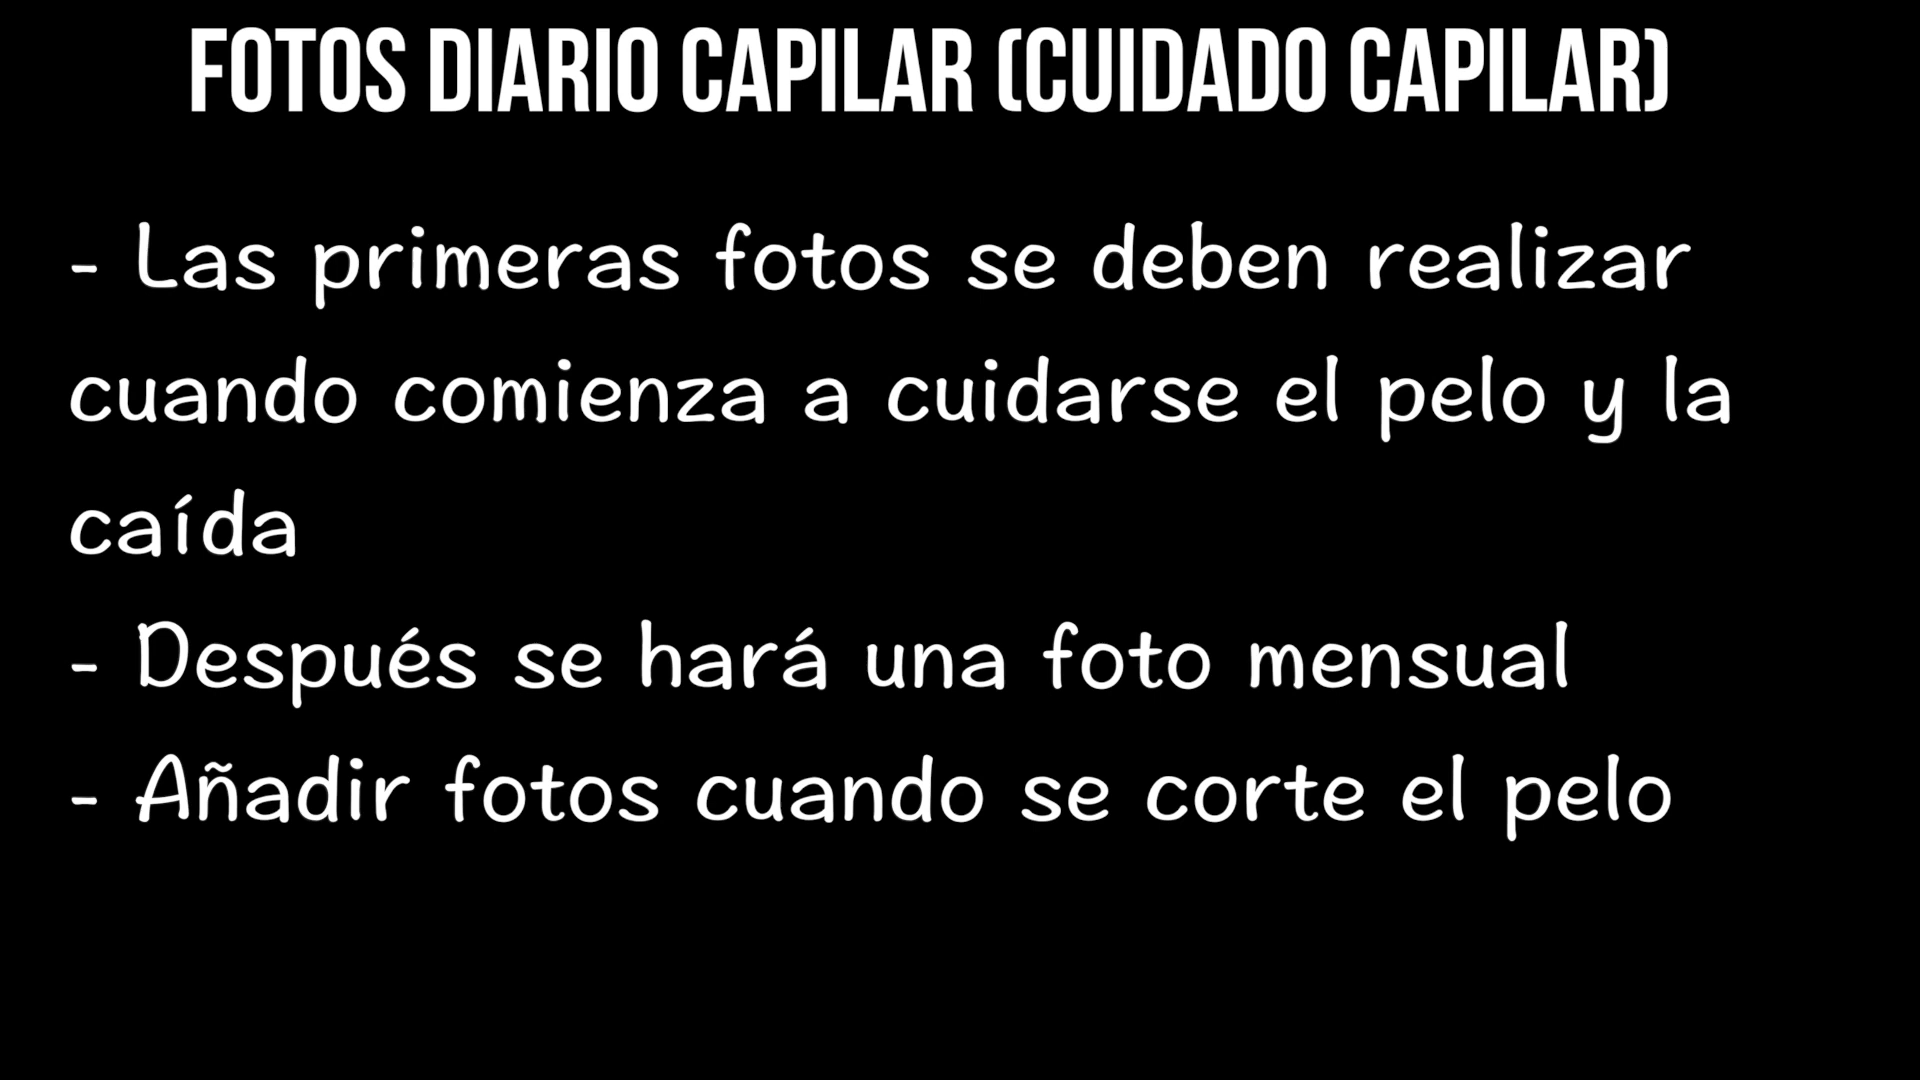 FOTOS DIARIO CAPILAR (CUIDADO CAPILAR)
- Las primeras fotos se deben realizar
cuando comienza a cuidarse el pelo y la
caída
- Después se hará una foto mensual
- Añadir fotos cuando se corte el pelo